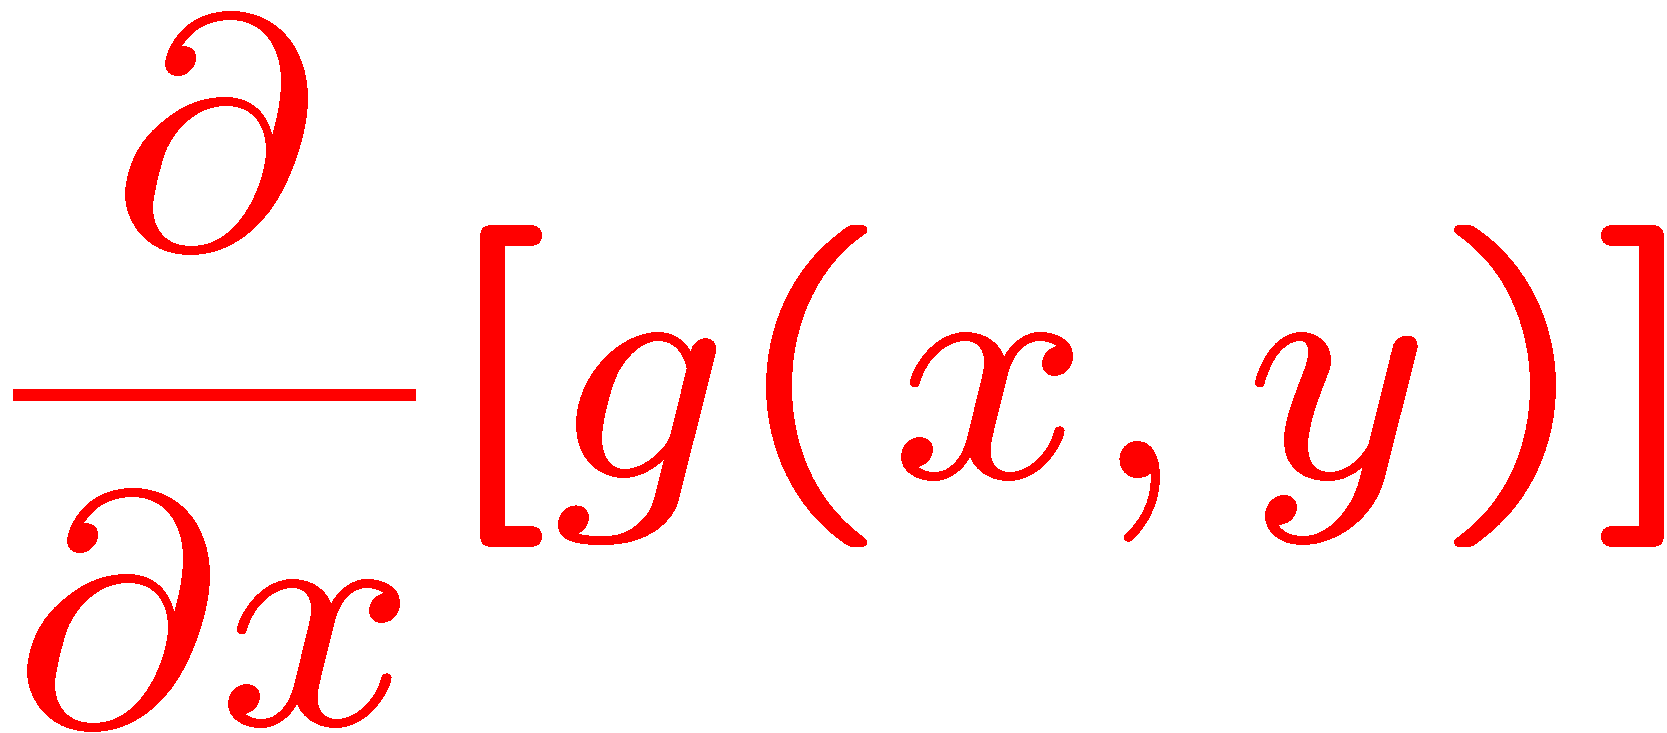 ∂/∂x [g(x, y)]